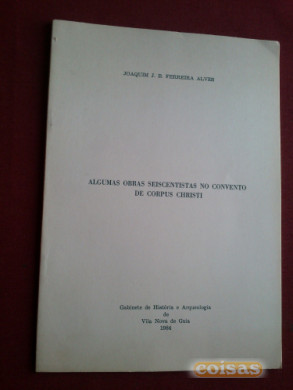 JOAQUIM J. B. FERREIRA ALVES
ALGUMAS OBRAS SEISCENTISTAS NO CONVENTO
DE CORPUS CHRISTI
Gabinete de História e Arqueologia
de
Vila Nova de Gaia
coisas